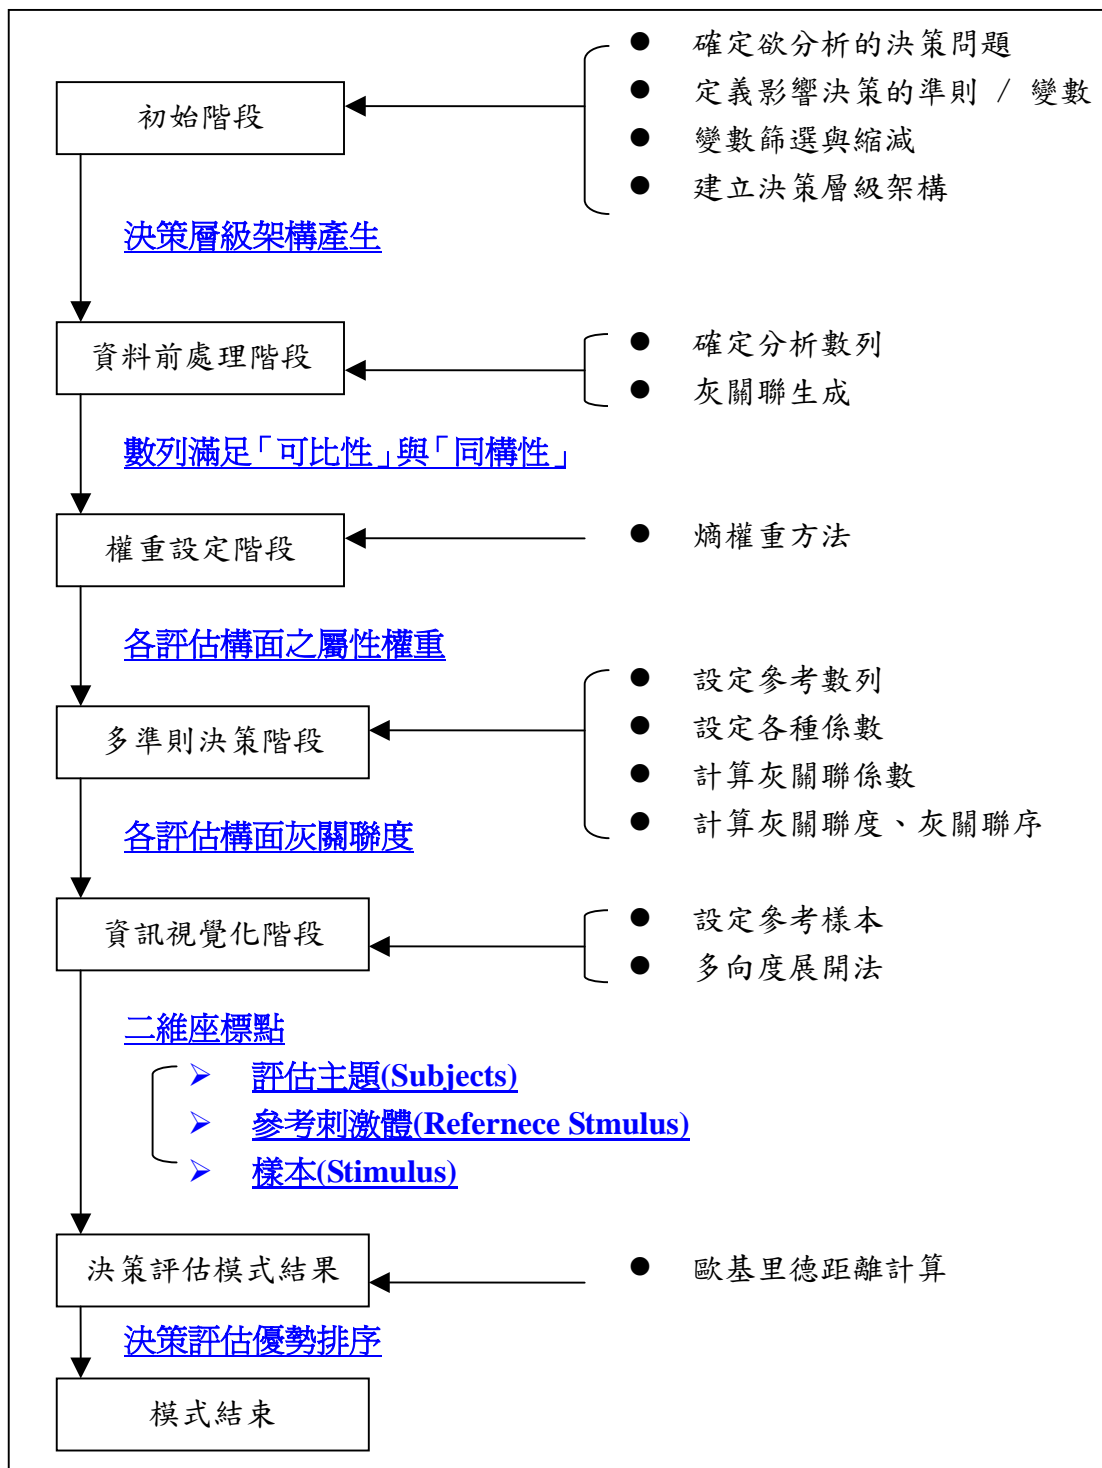 ● 確定欲分析的決策問題
● 定義影響決策的準則 / 變數
初始階段
● 變數篩選與縮減
● 建立決策層級架構
決策層級架構產生
● 確定分析數列
資料前處理階段
● 灰關聯生成
數列滿足「可比性」與「同構性」
權重設定階段
● 熵權重方法
各評估構面之屬性權重
● 設定參考數列
● 設定各種係數
多準則決策階段
● 計算灰關聯係數
● 計算灰關聯度、灰關聯序
各評估構面灰關聯度
● 設定參考樣本
資訊視覺化階段
● 多向度展開法
二維座標點
➢ 評估主題(Subjects)
➢ 參考刺激體(Refernece Stmulus)
➢ 樣本(Stimulus)
決策評估模式結果
● 歐基里德距離計算
決策評估優勢排序
模式結束